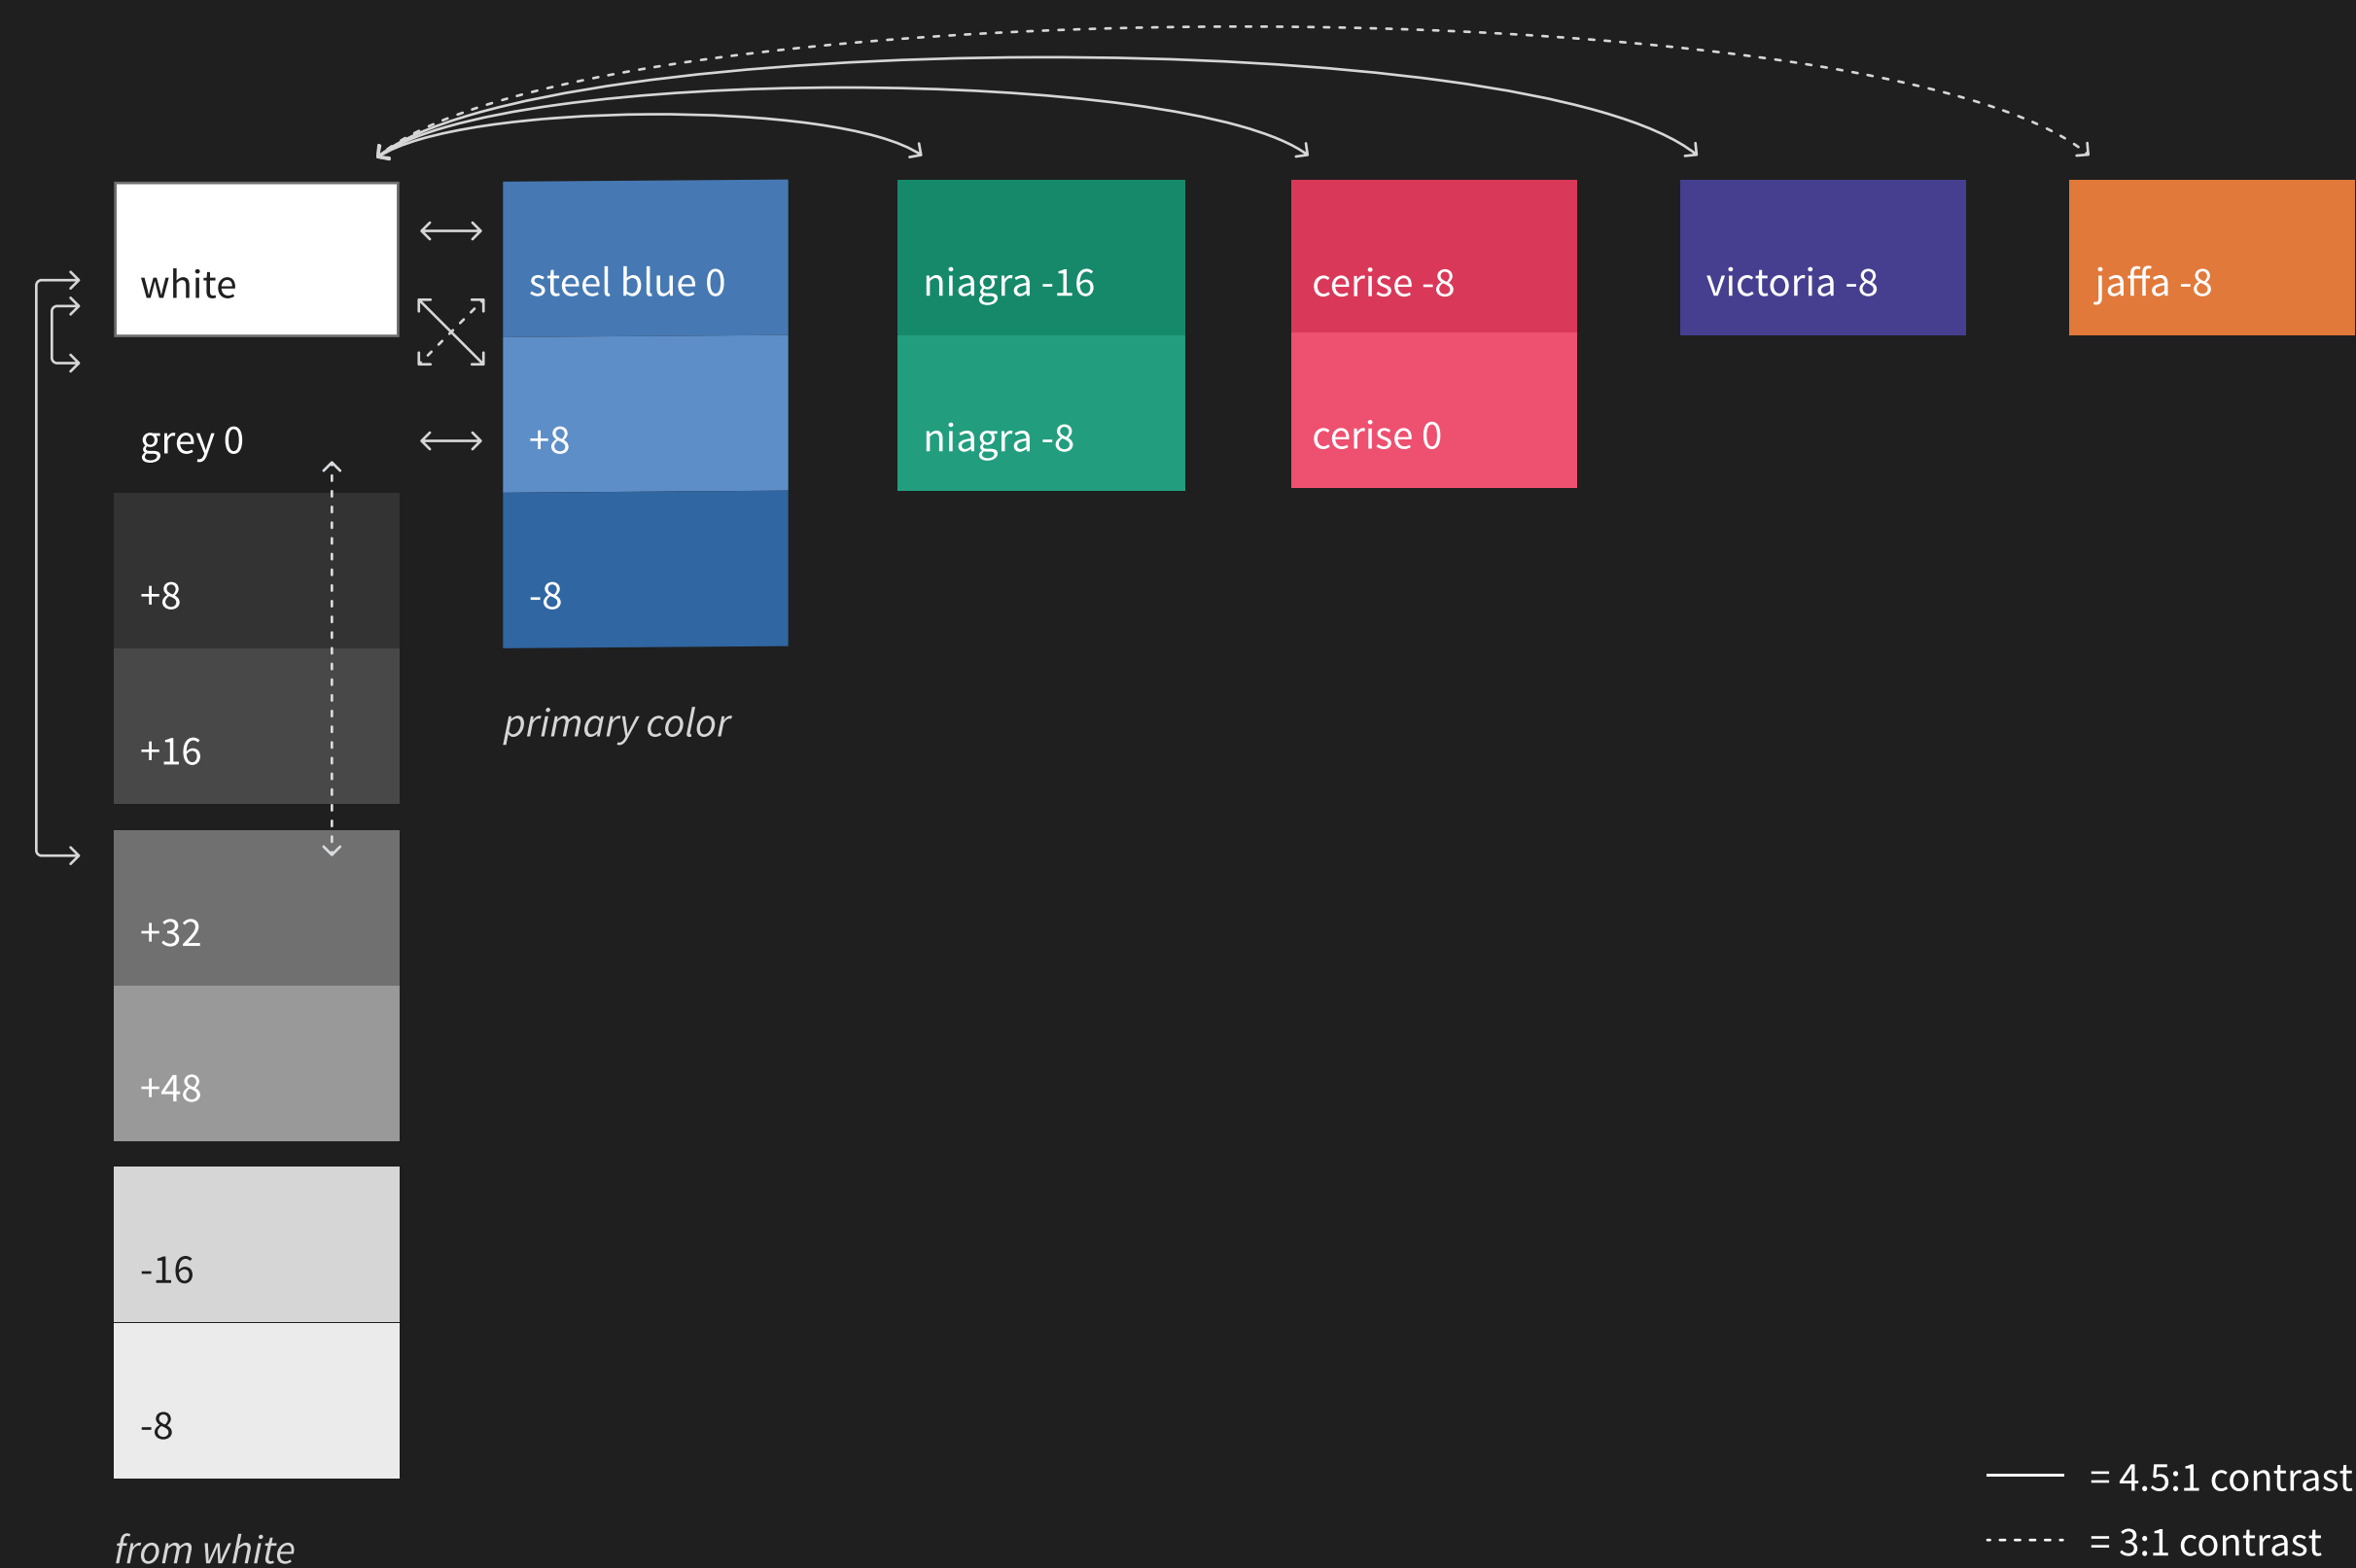 white
steel blue 0
niagra -16
cerise -8
victoria -8
jaffa -8
grey 0
+8
niagra -8
cerise 0
+8
-8
+16
primary color
+32
+48
-16
-8
= 4.5:1 contrast
= 3:1 contrast
from white